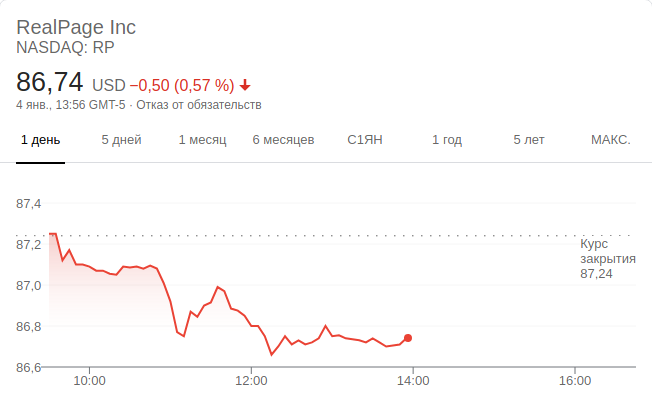 RealPage Inc
NASDAQ: RP
86,74 USD −0,50 (0,57 %)
4 янв., 13:56 GMT-5 · Отказ от обязательств
1 день 5 дней 1 месяц 6 месяцев С1ЯН 1 год 5 лет МАКС.
87,4
87,2
87,0
86,8
86,6
Курс
закрытия
87,24
10:00 12:00 14:00 16:00